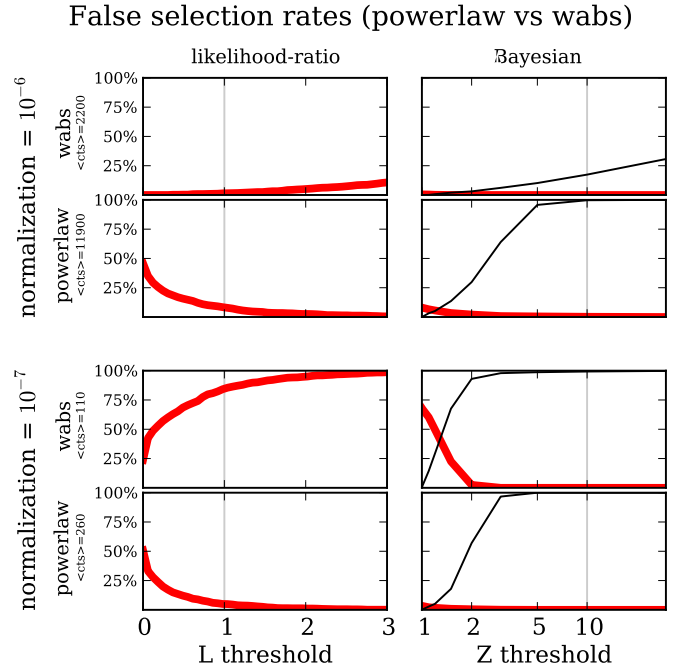 False selection rates (powerlaw vs wabs)
likelihood-ratio
Bayesian
normalization = 10⁻⁶
wabs
<cts>=2200
100%
75%
50%
25%
powerlaw
<cts>=11900
100%
75%
50%
25%
normalization = 10⁻⁷
wabs
<cts>=110
100%
75%
50%
25%
powerlaw
<cts>=260
100%
75%
50%
25%
0 1 2 3
1 2 5 10
L threshold
Z threshold